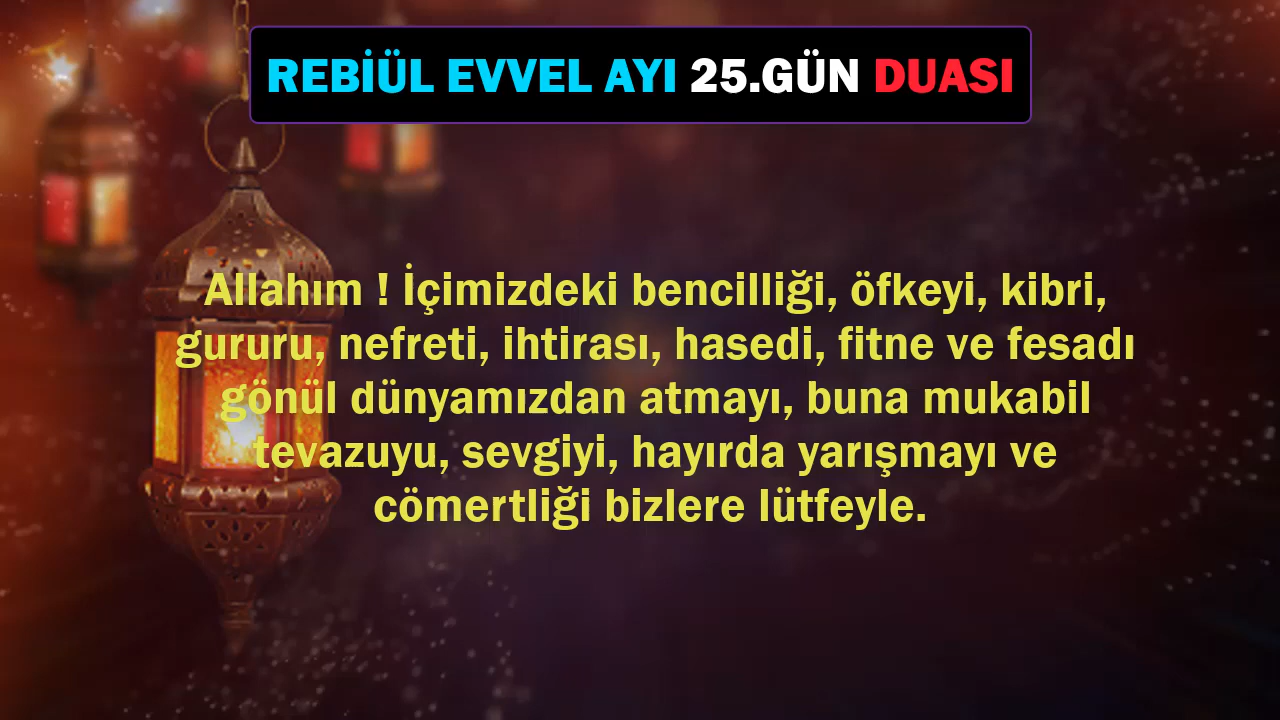 REBİÜL EVVEL AYI 25.GÜN DUASI
Allahım ! İçimizdeki bencilliği, öfkeyi, kibri,
gururu, nefreti, ihtirası, hasedi, fitne ve fesadı
gönül dünyamızdan atmayı, buna mukabil
tevazuyu, sevgiyi, hayırda yarışmayı ve
cömertliği bizlere lütfeyle.